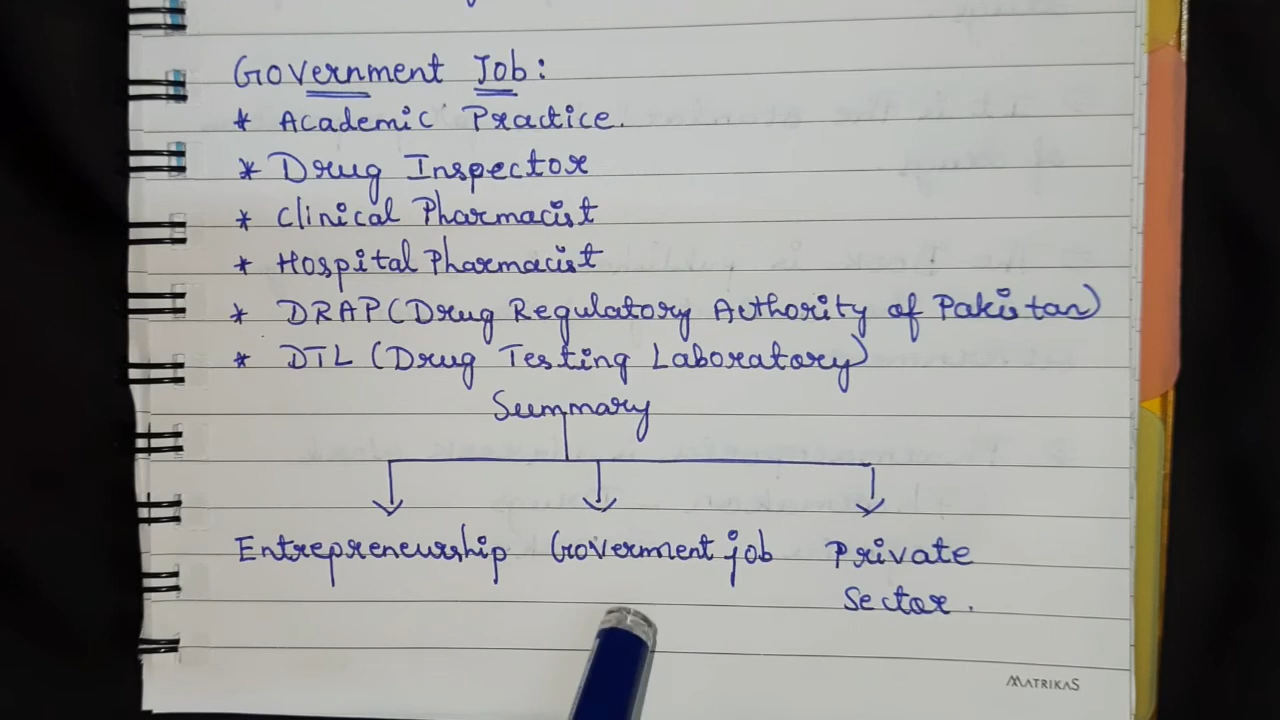 Government Job:
* Academic Practice.
* Drug Inspector
* Clinical Pharmacist
* Hospital Pharmacist
* DRAP (Drug Regulatory Authority of Pakistan)
* DTL (Drug Testing Laboratory)
Summary
Entrepreneurship Goverment job Private
Sector.
MATRIKAS